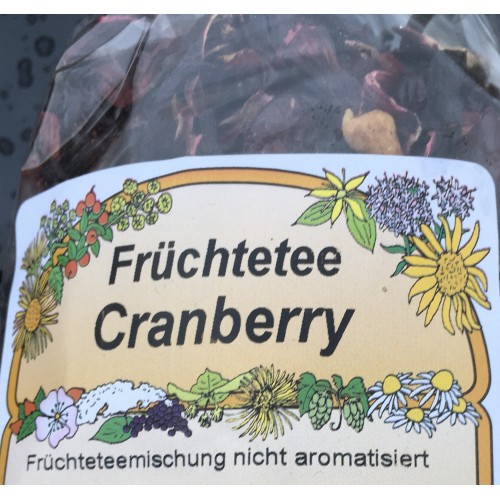 Früchtetee
Cranberry
Früchteteemischung nicht aromatisiert